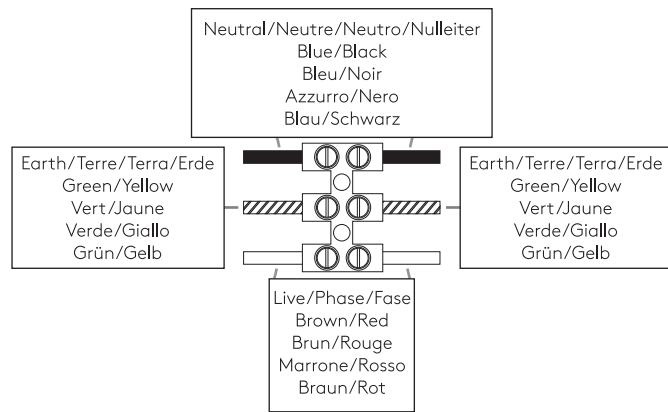 Neutral/Neutre/Neutro/Nulleiter
Blue/Black
Bleu/Noir
Azzurro/Nero
Blau/Schwarz
Earth/Terre/Terra/Erde
Green/Yellow
Vert/Jaune
Verde/Giallo
Grün/Gelb
Earth/Terre/Terra/Erde
Green/Yellow
Vert/Jaune
Verde/Giallo
Grün/Gelb
Live/Phase/Fase
Brown/Red
Brun/Rouge
Marrone/Rosso
Braun/Rot